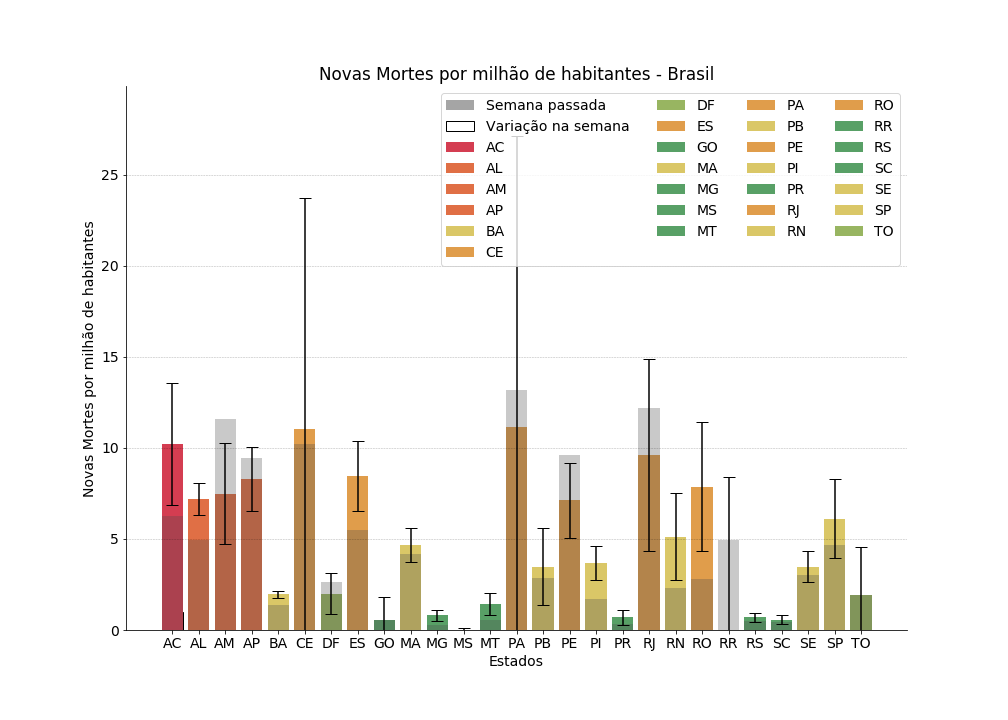 Novas Mortes por milhão de habitantes - Brasil
Semana passada
Variação na semana
AC
AL
AM
AP
BA
CE
DF
ES
GO
MA
MG
MS
MT
PA
PB
PE
PI
PR
RJ
RN
RO
RR
RS
SC
SE
SP
TO
Novas Mortes por milhão de habitantes
25
20
15
10
5
0
AC AL AM AP BA CE DF ES GO MA MG MS MT PA PB PE PI PR RJ RN RO RR RS SC SE SP TO
Estados